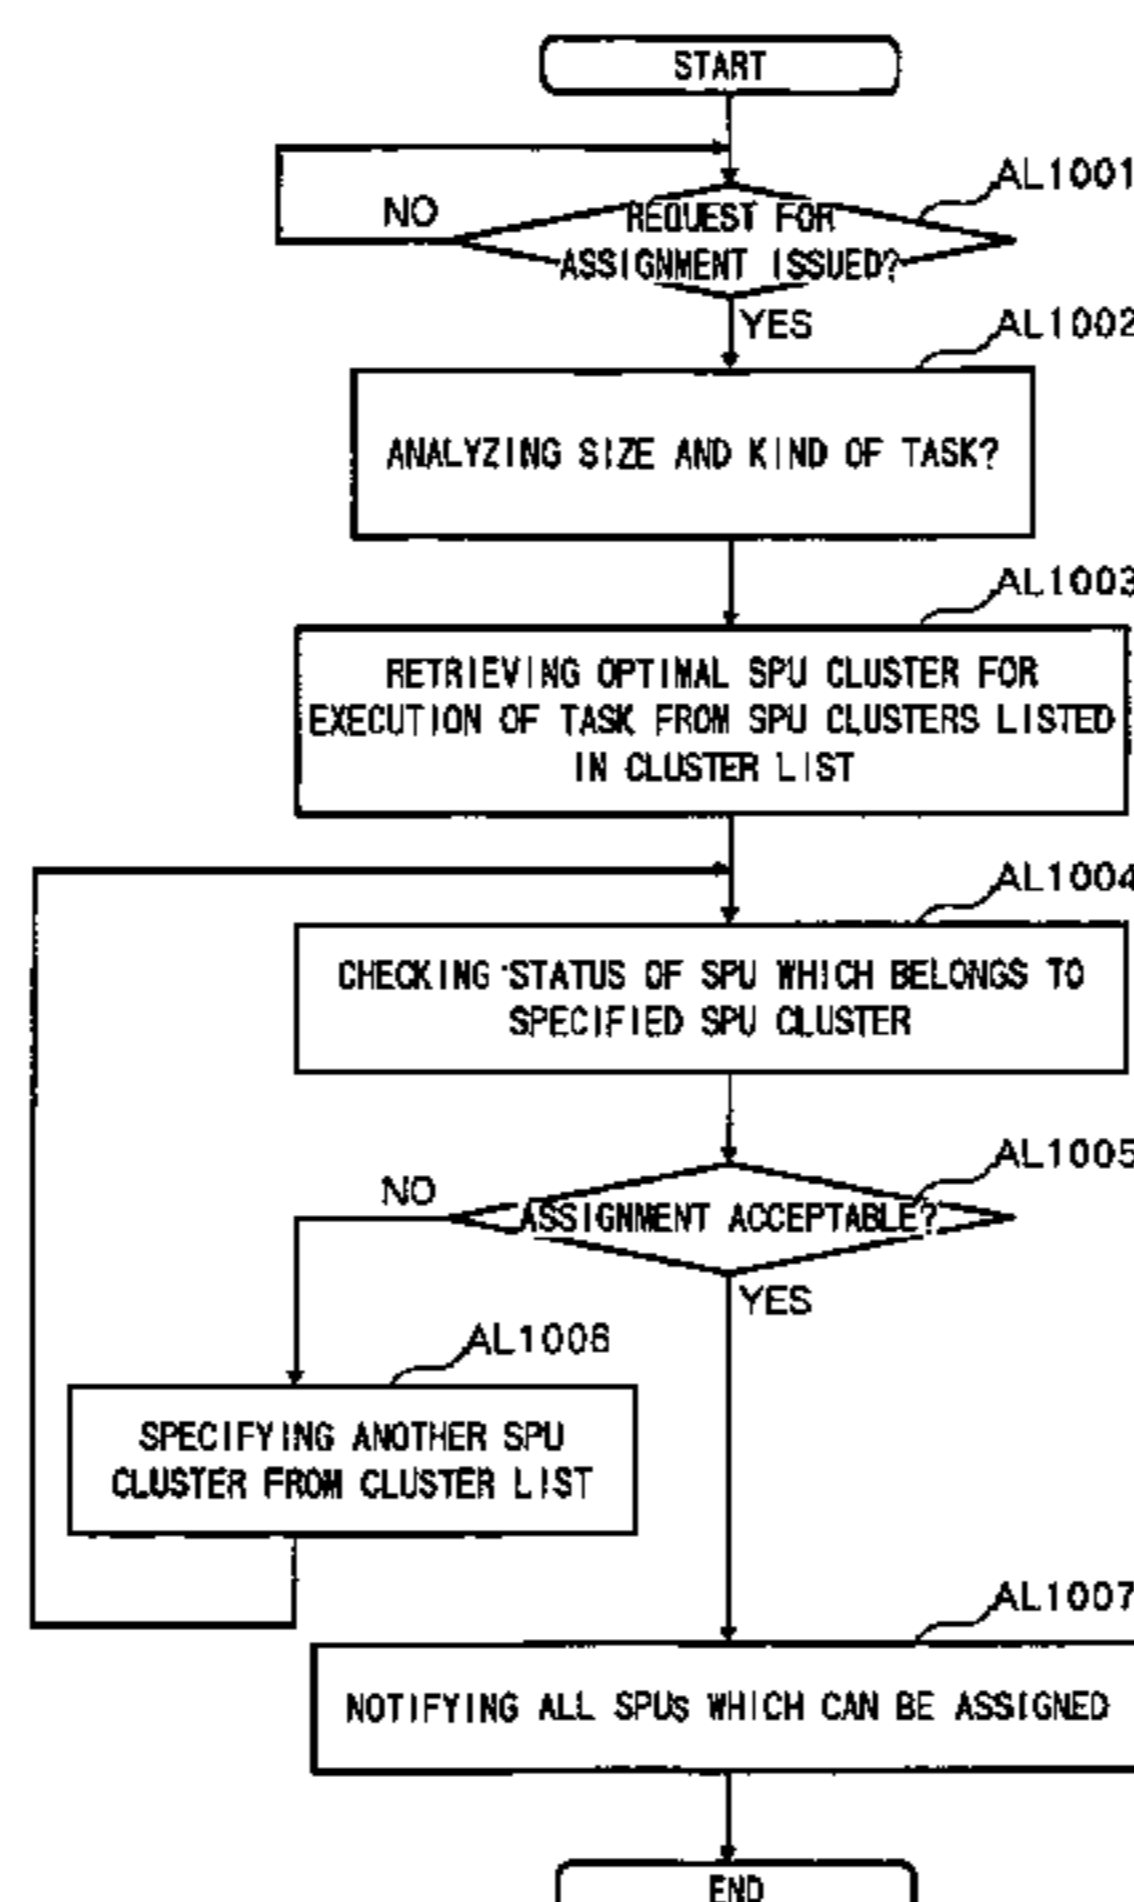 START
AL1001
NO
REQUEST FOR
ASSIGNMENT ISSUED?
YES
AL1002
ANALYZING SIZE AND KIND OF TASK?
AL1003
RETRIEVING OPTIMAL SPU CLUSTER FOR
EXECUTION OF TASK FROM SPU CLUSTERS LISTED
IN CLUSTER LIST
AL1004
CHECKING STATUS OF SPU WHICH BELONGS TO
SPECIFIED SPU CLUSTER
AL1005
NO
ASSIGNMENT ACCEPTABLE?
YES
AL1006
SPECIFYING ANOTHER SPU
CLUSTER FROM CLUSTER LIST
AL1007
NOTIFYING ALL SPUs WHICH CAN BE ASSIGNED
END